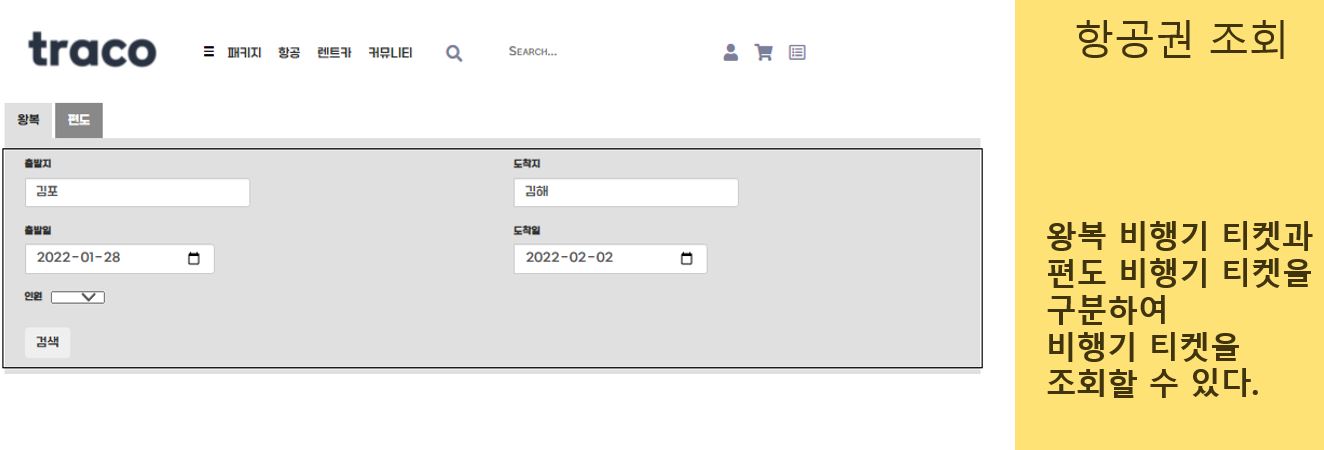 traco
패키지 항공 렌트카 커뮤니티
Search...
항공권 조회
왕복 편도
출발지 도착지
김포 김해
출발일 도착일
2022-01-28 2022-02-02
인원
검색
왕복 비행기 티켓과
편도 비행기 티켓을
구분하여
비행기 티켓을
조회할 수 있다.